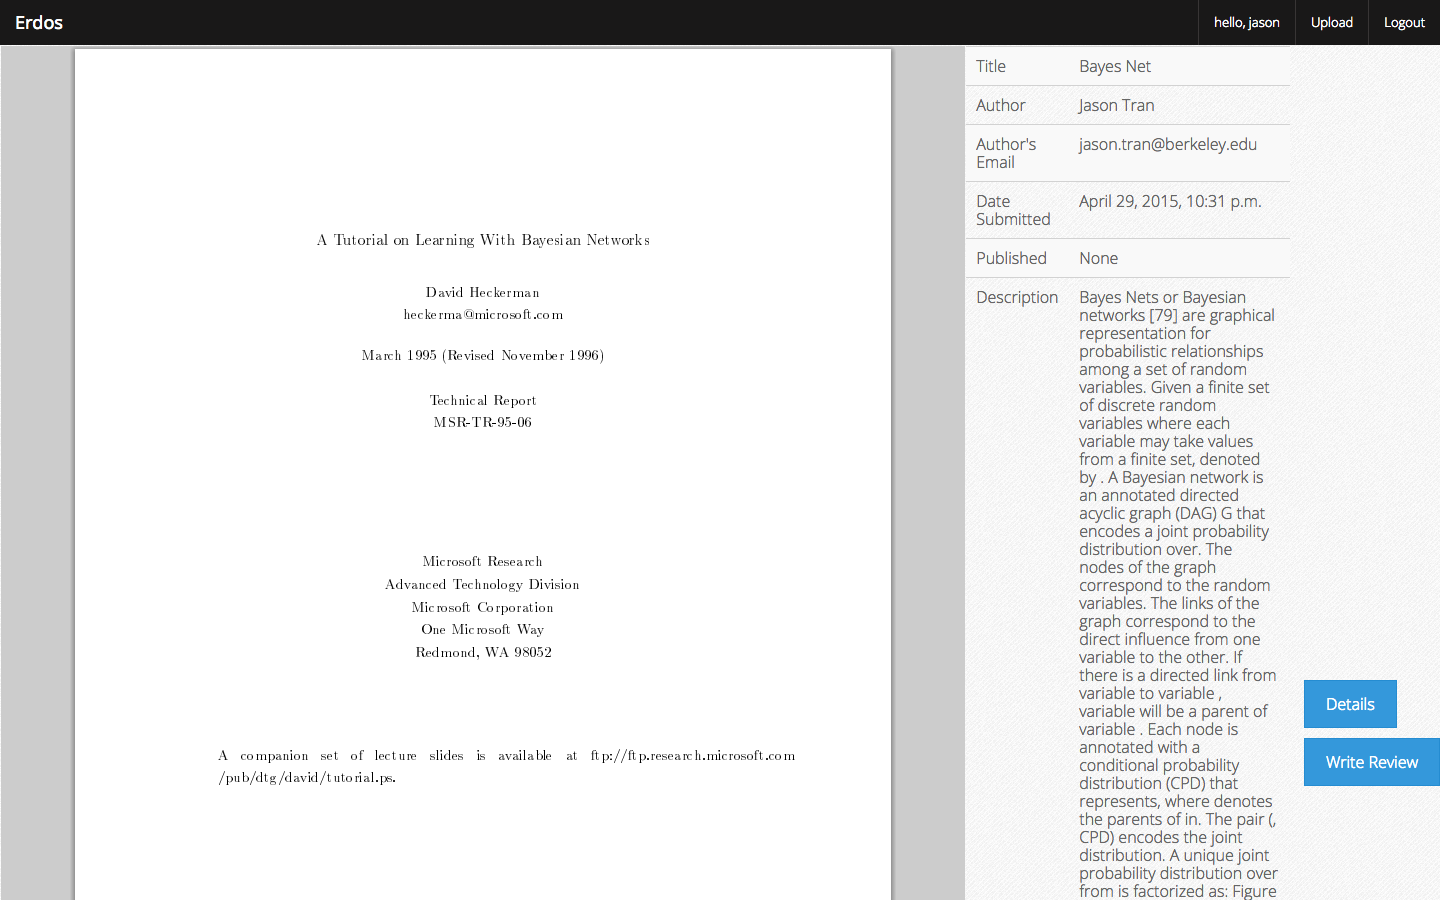 Erdos
hello, jason
Upload
Logout
A Tutorial on Learning With Bayesian Networks
David Heckerman
heckerma@microsoft.com
March 1995 (Revised November 1996)
Technical Report
MSR-TR-95-06
Microsoft Research
Advanced Technology Division
Microsoft Corporation
One Microsoft Way
Redmond, WA 98052
A companion set of lecture slides is available at ftp://ftp.research.microsoft.com
/pub/dtg/david/tutorial.ps.
Title
Bayes Net
Author
Jason Tran
Author's
Email
jason.tran@berkeley.edu
Date
Submitted
April 29, 2015, 10:31 p.m.
Published
None
Description
Bayes Nets or Bayesian
networks [79] are graphical
representation for
probabilistic relationships
among a set of random
variables. Given a finite set
of discrete random
variables where each
variable may take values
from a finite set, denoted
by . A Bayesian network is
an annotated directed
acyclic graph (DAG) G that
encodes a joint probability
distribution over. The
nodes of the graph
correspond to the random
variables. The links of the
graph correspond to the
direct influence from one
variable to the other. If
there is a directed link from
variable to variable ,
variable will be a parent of
variable . Each node is
annotated with a
conditional probability
distribution (CPD) that
represents, where denotes
the parents of in. The pair (,
CPD) encodes the joint
distribution. A unique joint
probability distribution over
from is factorized as: Figure
Details
Write Review